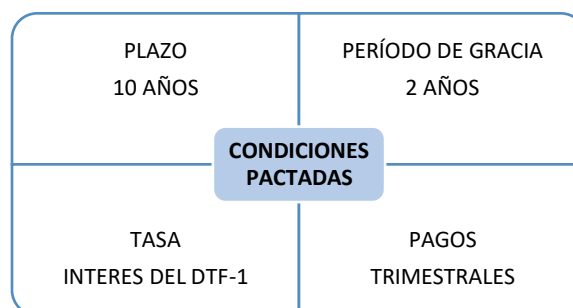 PLAZO
10 AÑOS
PERÍODO DE GRACIA
2 AÑOS
CONDICIONES
PACTADAS
TASA
INTERES DEL DTF-1
PAGOS
TRIMESTRALES